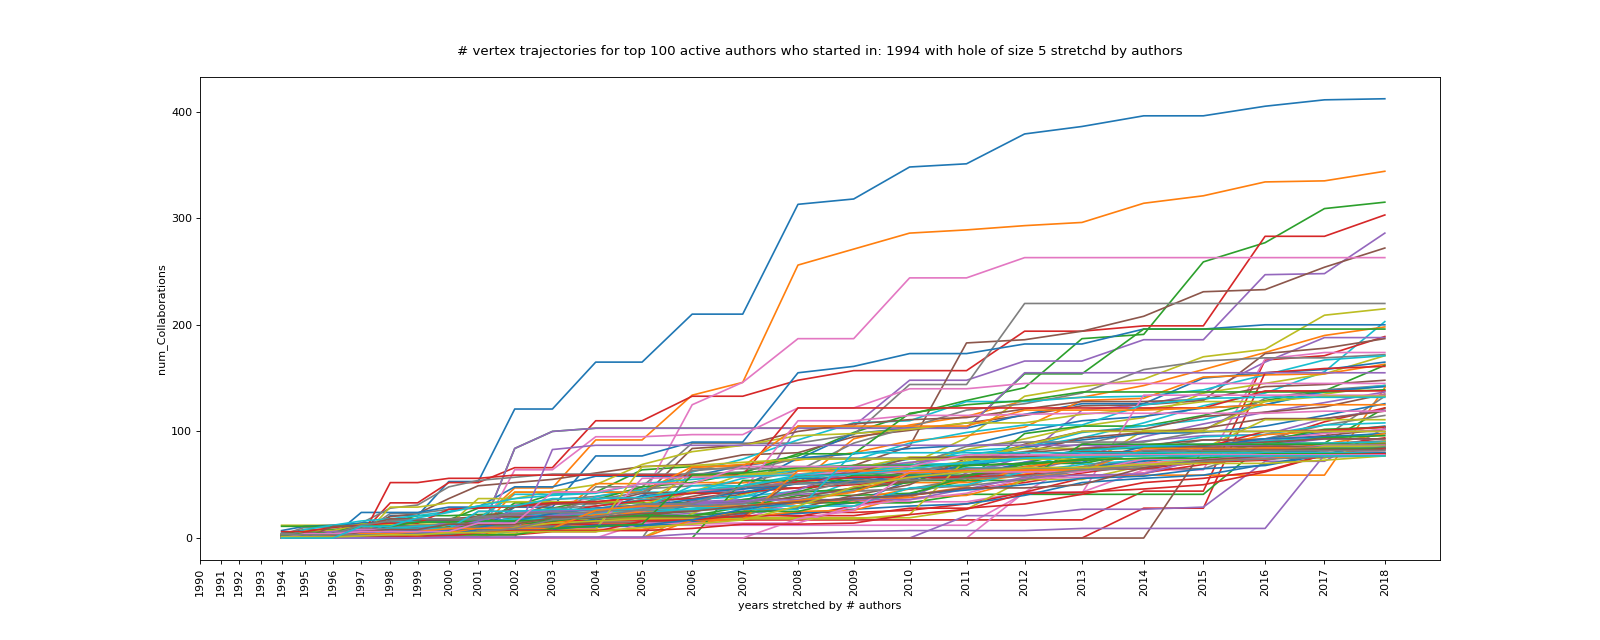 # vertex trajectories for top 100 active authors who started in: 1994 with hole of size 5 stretchd by authors
num_Collaborations
400
300
200
100
0
1990 1991 1992 1993 1994 1995 1996 1997 1998 1999 2000 2001 2002 2003 2004 2005 2006 2007 2008 2009 2010 2011 2012 2013 2014 2015 2016 2017 2018
years stretched by # authors